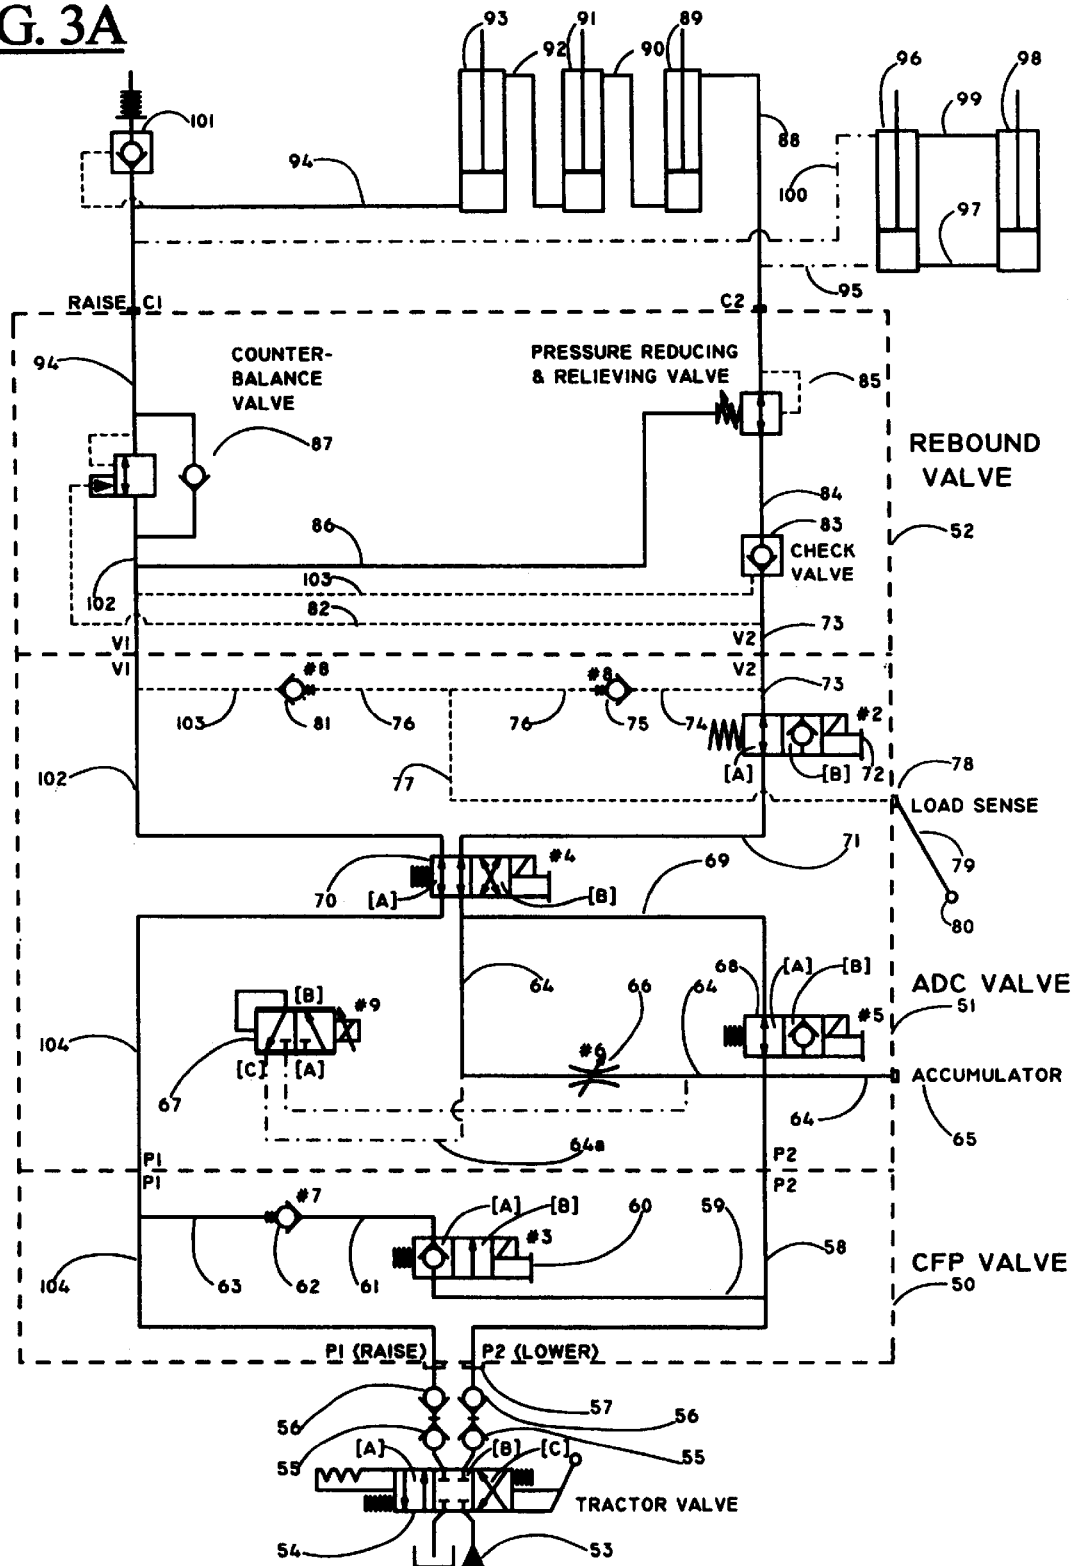 G. 3A
93
91
89
92
90
96
98
99
101
88
94
100
97
95
RAISE C1
C2
94
COUNTER-
BALANCE
VALVE
PRESSURE REDUCING
& RELIEVING VALVE
85
87
REBOUND
VALVE
84
86
83
52
CHECK
VALVE
103
102
82
73
V1
V2
V1
V2
#8
#8
73
103
81
76
76
75
74
#2
[A]
[B]
72
102
77
78
LOAD SENSE
71
79
#4
69
70
[A]
[B]
80
68
[A]
[B]
64
66
64
ADC VALVE
[B]
#9
#5
51
104
#6
[C]
[A]
ACCUMULATOR
67
64
65
64a
P1
P2
P1
P2
#7
[A]
[B]
60
59
#3
58
104
63
62
61
CFP VALVE
50
P1 (RAISE)
P2 (LOWER)
57
56
56
[A]
[B]
[C]
55
55
TRACTOR VALVE
54
53